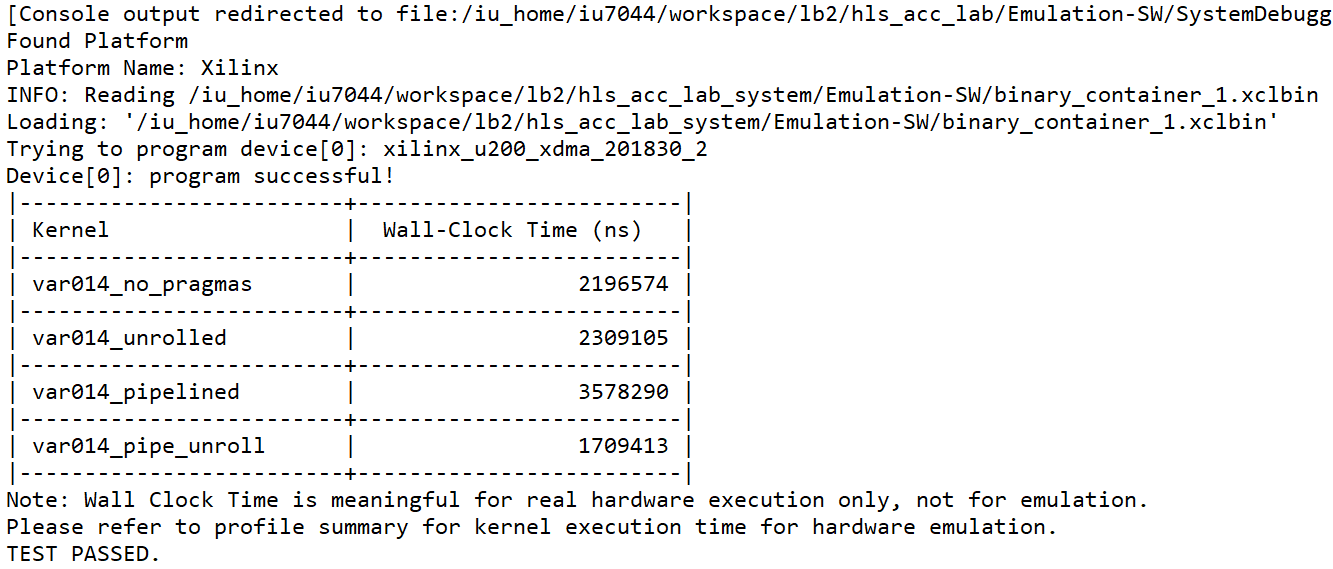 [Console output redirected to file:/iu_home/iu7044/workspace/lb2/hls_acc_lab/Emulation-SW/SystemDebugg
Found Platform
Platform Name: Xilinx
INFO: Reading /iu_home/iu7044/workspace/lb2/hls_acc_lab_system/Emulation-SW/binary_container_1.xclbin
Loading: '/iu_home/iu7044/workspace/lb2/hls_acc_lab_system/Emulation-SW/binary_container_1.xclbin'
Trying to program device[0]: xilinx_u200_xdma_201830_2
Device[0]: program successful!
|-------------------------+-------------------------|
| Kernel                  |  Wall-Clock Time (ns)   |
|-------------------------+-------------------------|
| var014_no_pragmas       |                 2196574 |
|-------------------------+-------------------------|
| var014_unrolled         |                 2309105 |
|-------------------------+-------------------------|
| var014_pipelined        |                 3578290 |
|-------------------------+-------------------------|
| var014_pipe_unroll      |                 1709413 |
|-------------------------+-------------------------|
Note: Wall Clock Time is meaningful for real hardware execution only, not for emulation.
Please refer to profile summary for kernel execution time for hardware emulation.
TEST PASSED.